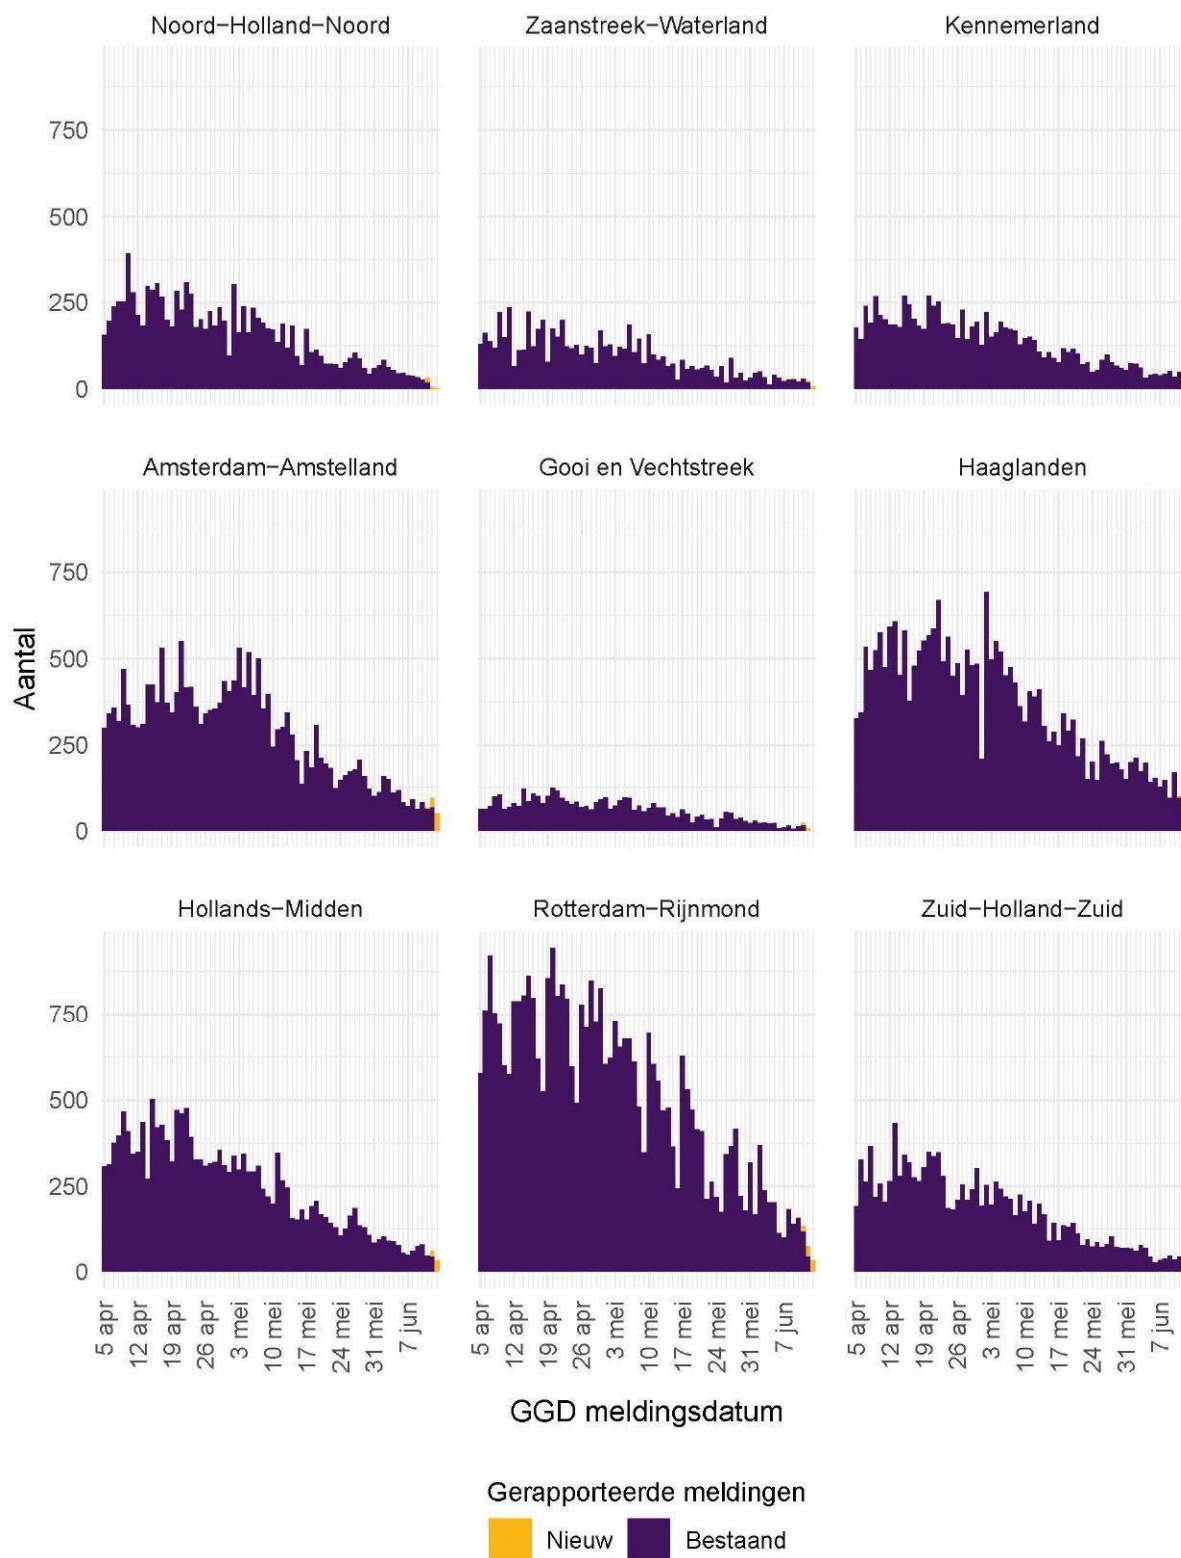 Noord-Holland-Noord Zaanstreek-Waterland Kennemerland
750
500
250
0
Amsterdam-Amstelland Gooi en Vechtstreek Haaglanden
750
500
250
0
Aantal
Hollands-Midden Rotterdam-Rijnmond Zuid-Holland-Zuid
750
500
250
0
5 apr 12 apr 19 apr 26 apr 3 mei 10 mei 17 mei 24 mei 31 mei 7 jun 5 apr 12 apr 19 apr 26 apr 3 mei 10 mei 17 mei 24 mei 31 mei 7 jun 5 apr 12 apr 19 apr 26 apr 3 mei 10 mei 17 mei 24 mei 31 mei 7 jun
GGD meldingsdatum
Gerapporteerde meldingen
Nieuw Bestaand